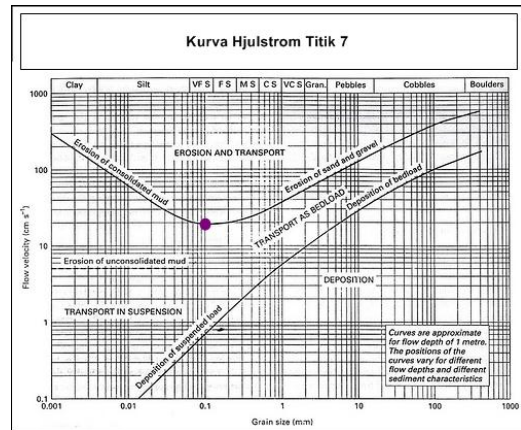 Kurva Hjulstrom Titik 7
Clay Silt VF S F S M S C S VC S Gran. Pebbles Cobbles Boulders
1000
100
10
1
0.1
Flow velocity (cm s⁻¹)
Erosion of consolidated mud
EROSION AND TRANSPORT
Erosion of sand and gravel
TRANSPORT AS BEDLOAD
Deposition of bedload
Erosion of unconsolidated mud
DEPOSITION
TRANSPORT IN SUSPENSION
Deposition of suspended load
Curves are approximate
for flow depth of 1 metre.
The positions of the
curves vary for different
flow depths and different
sediment characteristics
0.001 0.01 0.1 1 10 100 1000
Grain size (mm)